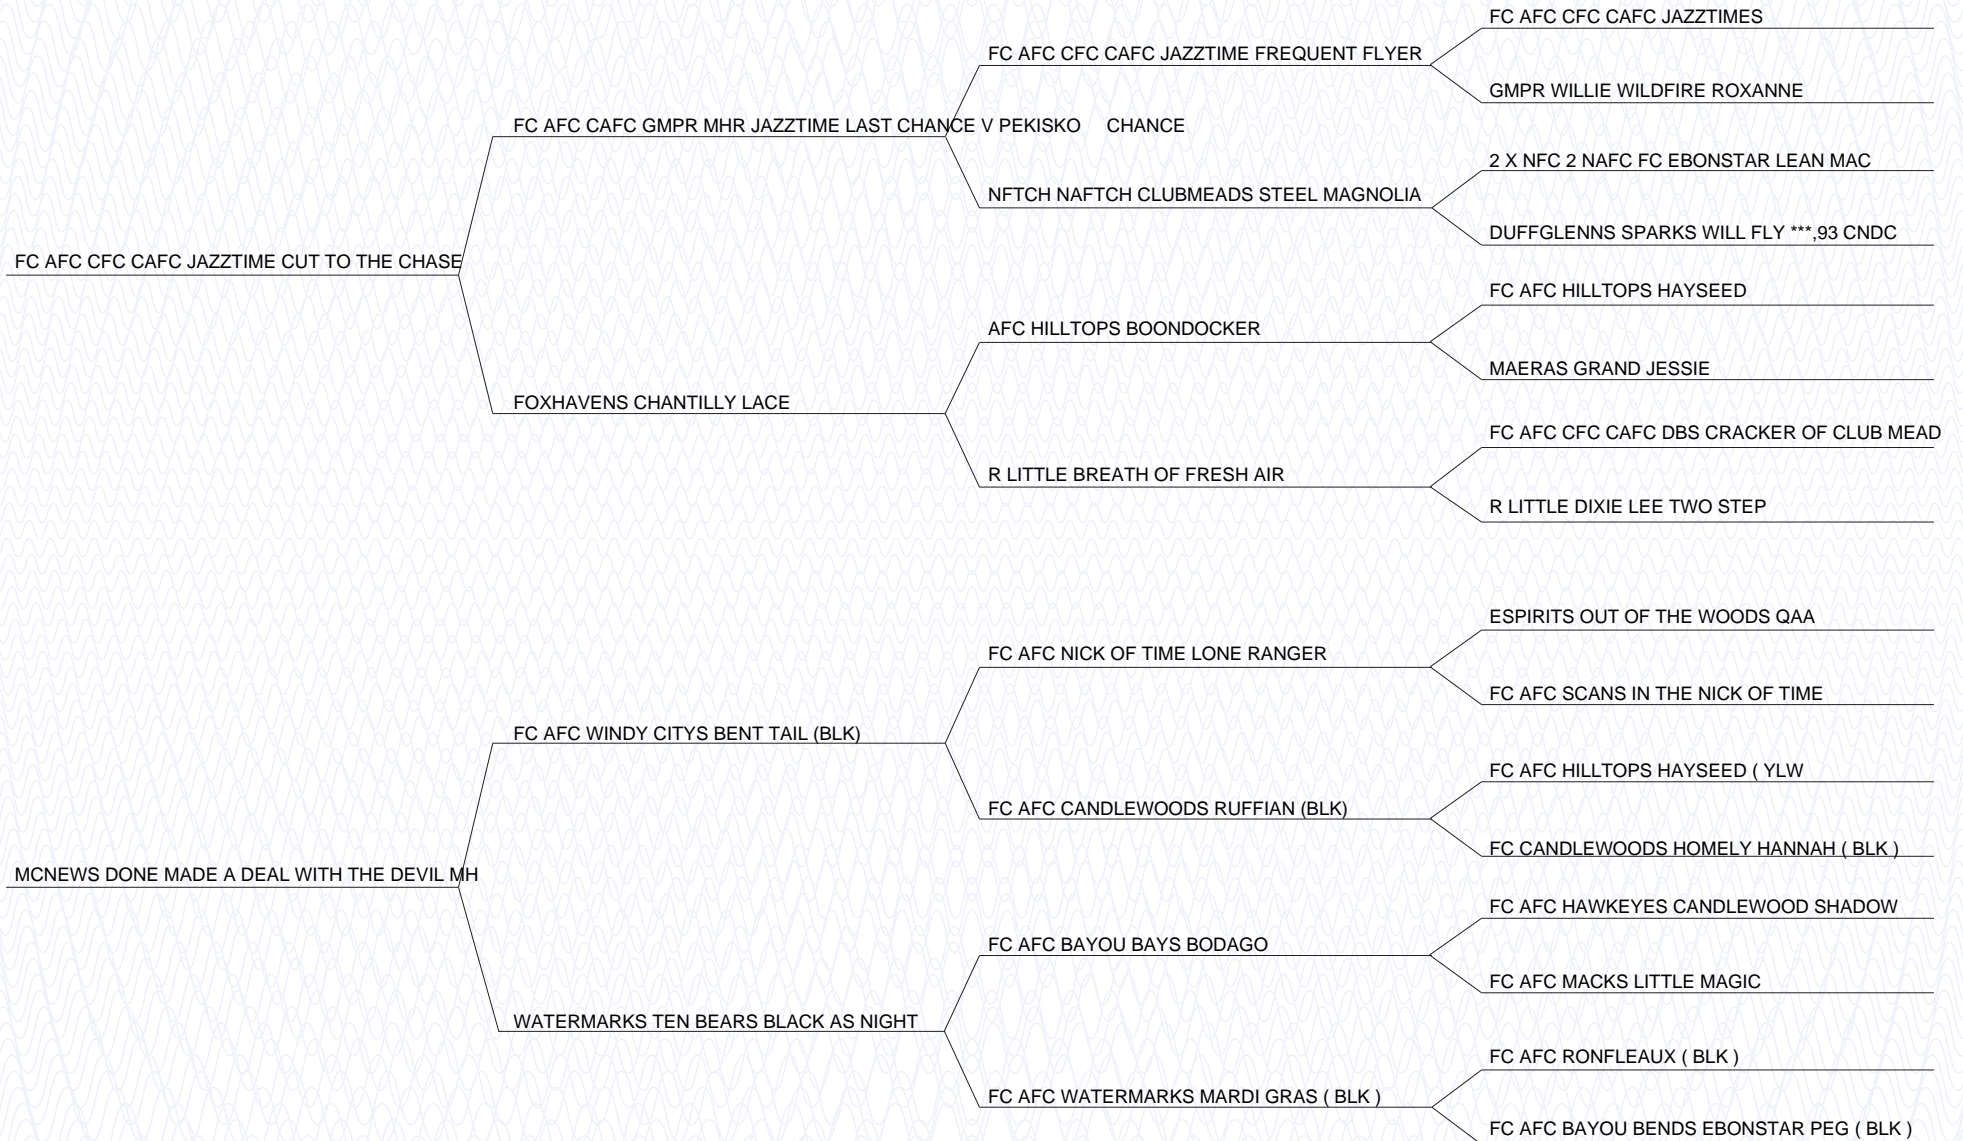 FC AFC CFC CAFC JAZZTIMES
FC AFC CFC CAFC JAZZTIME FREQUENT FLYER
GMPR WILLIE WILDFIRE ROXANNE
FC AFC CAFC GMPR MHR JAZZTIME LAST CHANCE V PEKISKO CHANCE
2 X NFC 2 NAFC FC EBONSTAR LEAN MAC
NFTCH NAFTCH CLUBMEADS STEEL MAGNOLIA
DUFFGLENNS SPARKS WILL FLY ***,93 CNDC
FC AFC CFC CAFC JAZZTIME CUT TO THE CHASE
FC AFC HILLTOPS HAYSEED
AFC HILLTOPS BOONDOCKER
MAERAS GRAND JESSIE
FOXHAVENS CHANTILLY LACE
FC AFC CFC CAFC DBS CRACKER OF CLUB MEAD
R LITTLE BREATH OF FRESH AIR
R LITTLE DIXIE LEE TWO STEP
ESPIRITS OUT OF THE WOODS QAA
FC AFC NICK OF TIME LONE RANGER
FC AFC SCANS IN THE NICK OF TIME
FC AFC WINDY CITYS BENT TAIL (BLK)
FC AFC HILLTOPS HAYSEED ( YLW
FC AFC CANDLEWOODS RUFFIAN (BLK)
FC CANDLEWOODS HOMELY HANNAH ( BLK )
MCNEWS DONE MADE A DEAL WITH THE DEVIL MH
FC AFC HAWKEYES CANDLEWOOD SHADOW
FC AFC BAYOU BAYS BODAGO
FC AFC MACKS LITTLE MAGIC
WATERMARKS TEN BEARS BLACK AS NIGHT
FC AFC RONFLEAUX ( BLK )
FC AFC WATERMARKS MARDI GRAS ( BLK )
FC AFC BAYOU BENDS EBONSTAR PEG ( BLK )